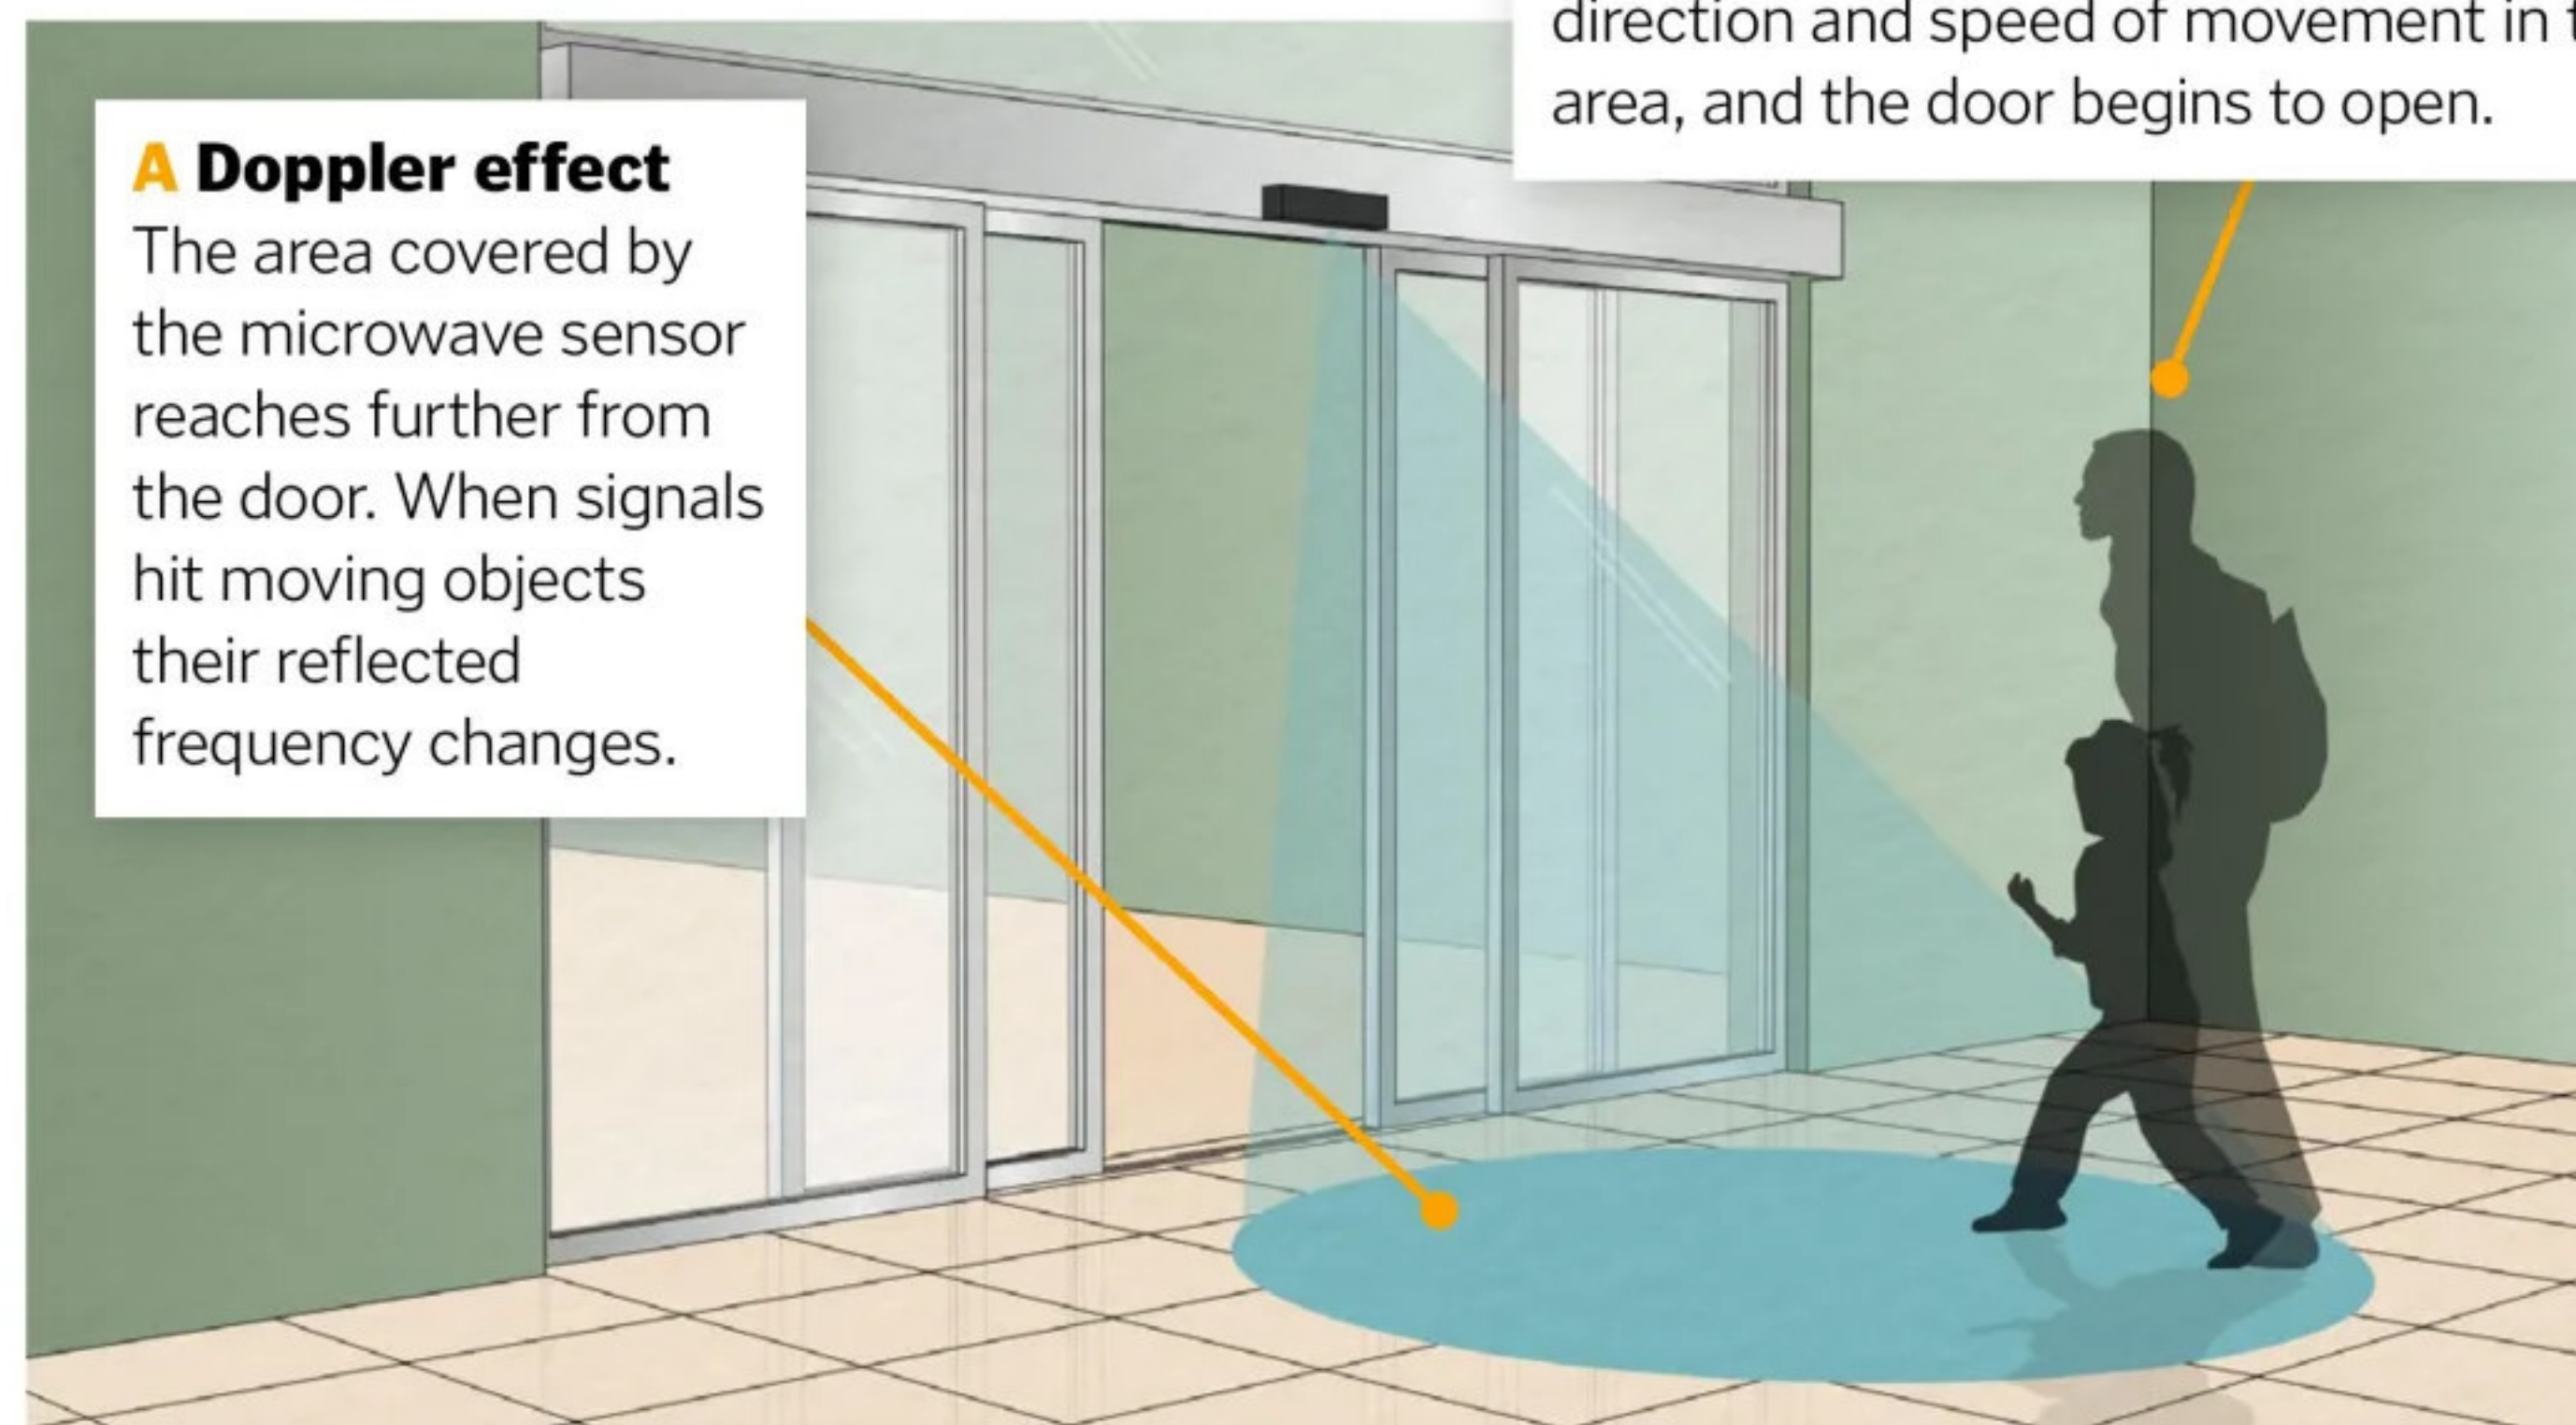 direction and speed of movement in
area, and the door begins to open.
A Doppler effect
The area covered by
the microwave sensor
reaches further from
the door. When signals
hit moving objects
their reflected
frequency changes.